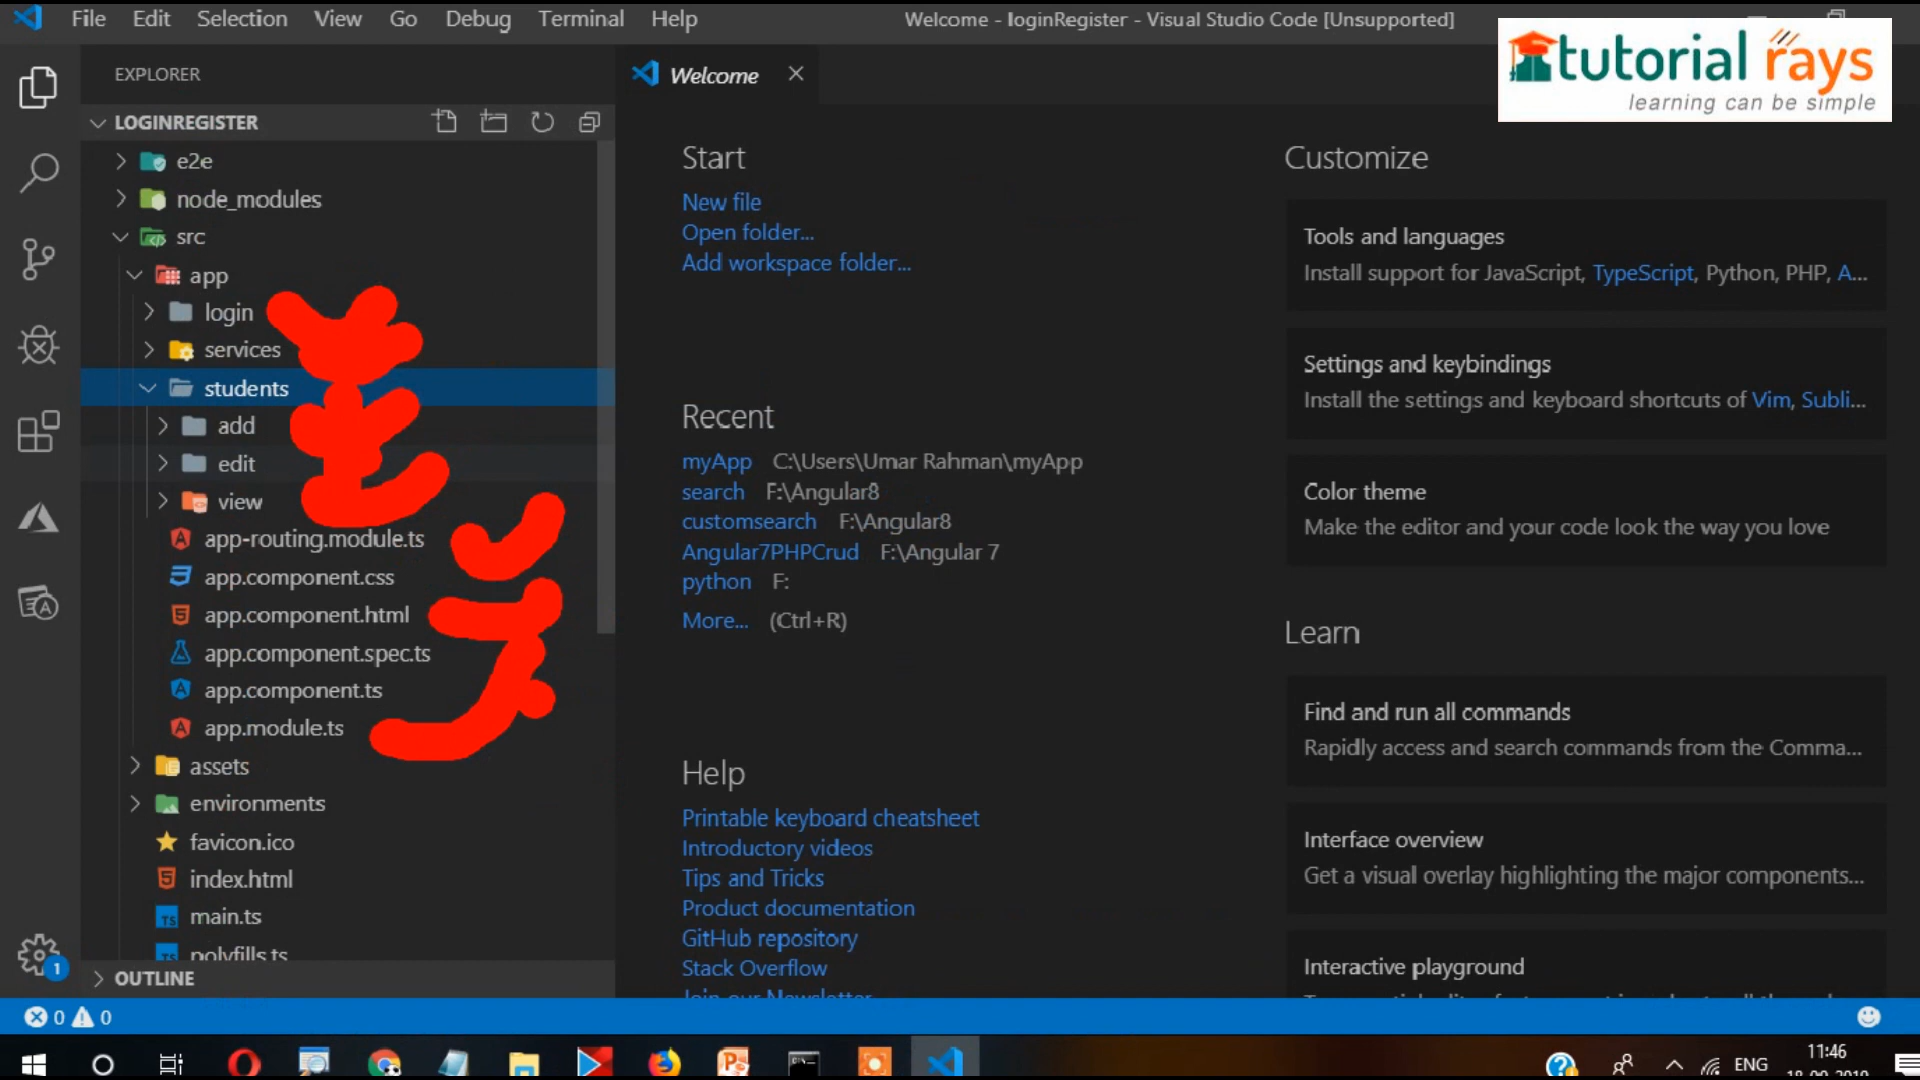 File Edit Selection View Go Debug Terminal Help
Welcome - loginRegister - Visual Studio Code [Unsupported]
tutorial rays
learning can be simple
EXPLORER
LOGINREGISTER
e2e
node_modules
src
app
login
services
students
add
edit
view
app-routing.module.ts
app.component.css
app.component.html
app.component.spec.ts
app.component.ts
app.module.ts
assets
environments
favicon.ico
index.html
main.ts
polyfills.ts
OUTLINE
Welcome
Start
New file
Open folder...
Add workspace folder...
Recent
myApp C:\Users\Umar Rahman\myApp
search F:\Angular8
customsearch F:\Angular8
Angular7PHPCrud F:\Angular 7
python F:
More... (Ctrl+R)
Help
Printable keyboard cheatsheet
Introductory videos
Tips and Tricks
Product documentation
GitHub repository
Stack Overflow
Join our Newsletter
Customize
Tools and languages
Install support for JavaScript, TypeScript, Python, PHP, A...
Settings and keybindings
Install the settings and keyboard shortcuts of Vim, Subli...
Color theme
Make the editor and your code look the way you love
Learn
Find and run all commands
Rapidly access and search commands from the Comma...
Interface overview
Get a visual overlay highlighting the major components...
Interactive playground
1
0 0
ENG
11:46